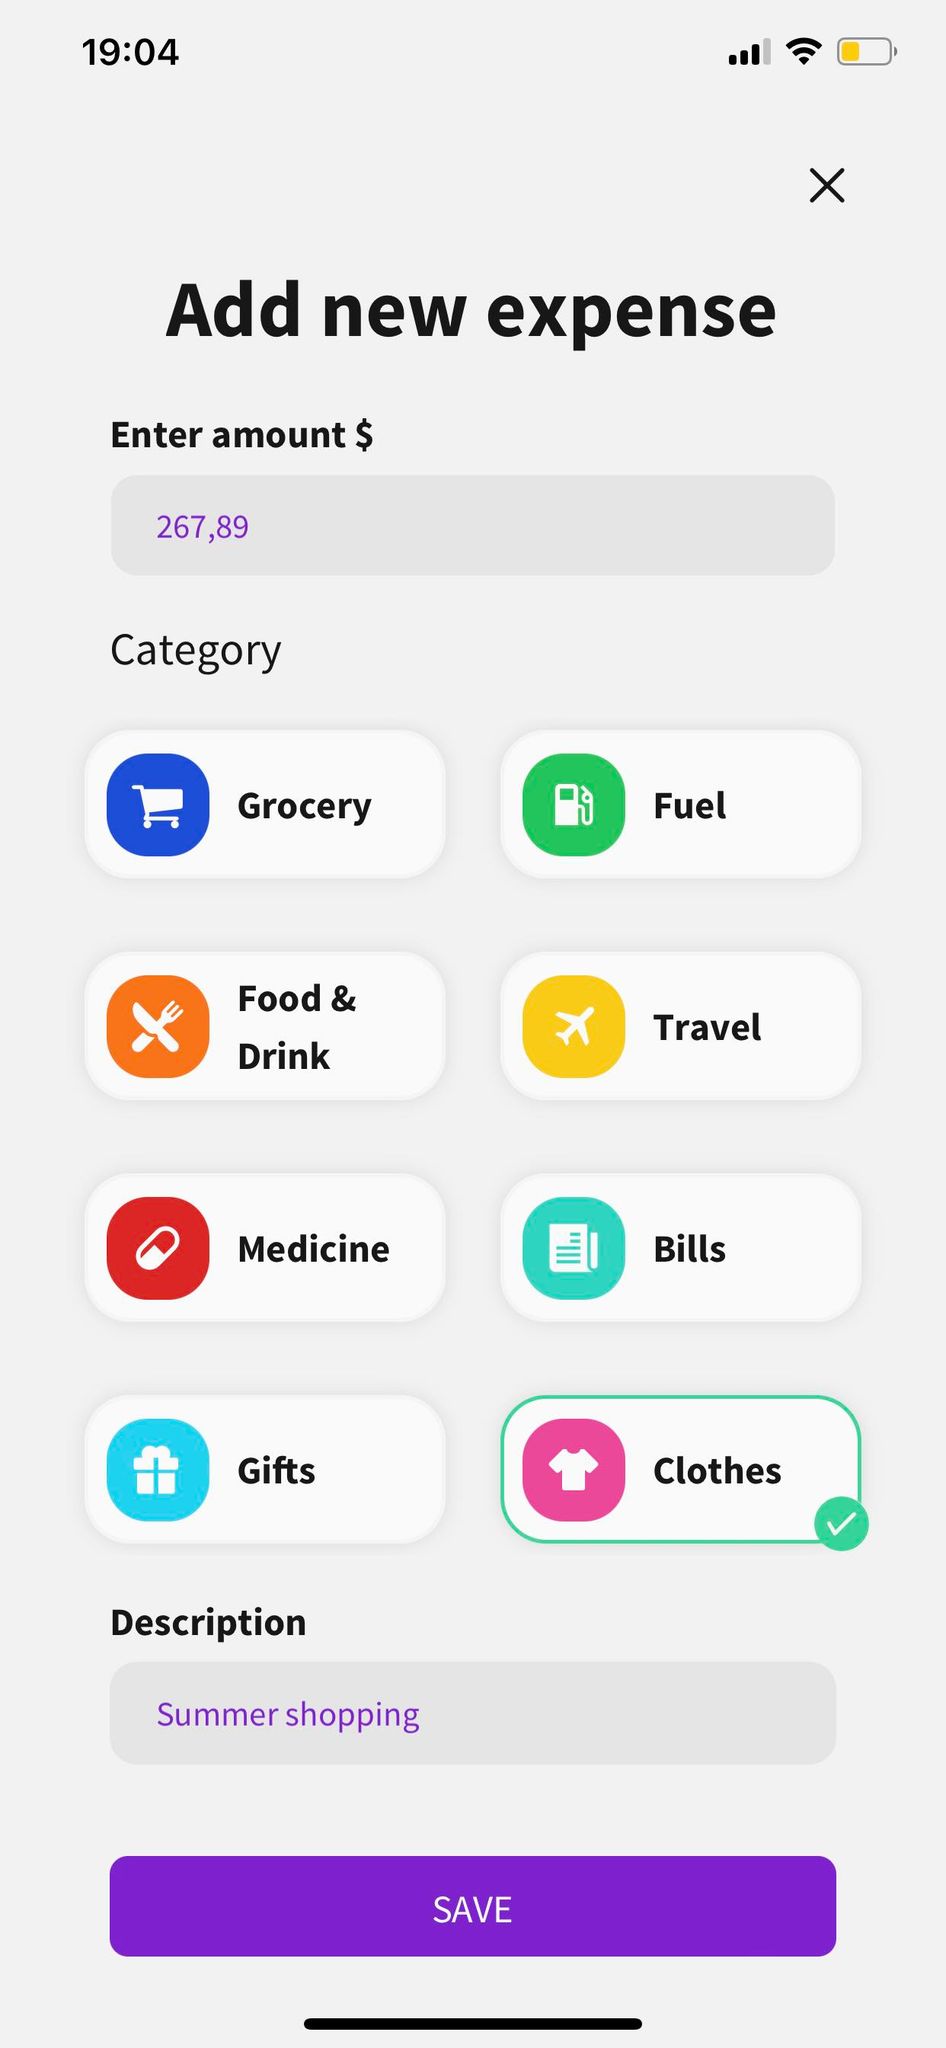 19:04
Add new expense
Enter amount $
267,89
Category
Grocery
Fuel
Food &
Drink
Travel
Medicine
Bills
Gifts
Clothes
Description
Summer shopping
SAVE